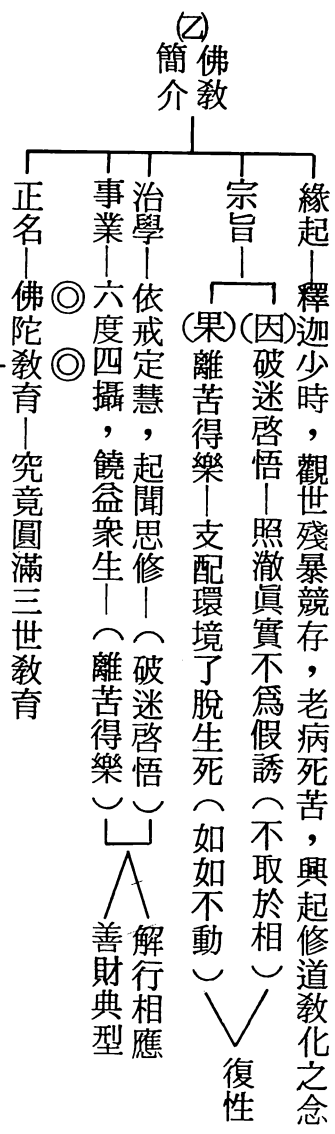 (乙)佛教
簡介
緣起—釋迦少時，觀世殘暴競存，老病死苦，興起修道教化之念
宗旨
(因)破迷啓悟—照澈眞實不爲假誘（不取於相）
(果)離苦得樂—支配環境了脫生死（如如不動）
復性
治學—依戒定慧，起聞思修—（破迷啓悟）
事業—六度四攝，饒益衆生—（離苦得樂）
解行相應
善財典型
◎ ◎
正名—佛陀教育—究竟圓滿三世教育